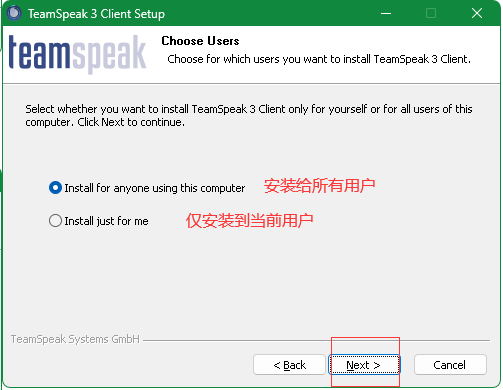 TeamSpeak 3 Client Setup
teamspeak
Choose Users
Choose for which users you want to install TeamSpeak 3 Client.
Select whether you want to install TeamSpeak 3 Client only for yourself or for all users of this
computer. Click Next to continue.
Install for anyone using this computer 安装给所有用户
Install just for me 仅安装到当前用户
TeamSpeak Systems GmbH
< Back Next > Cancel